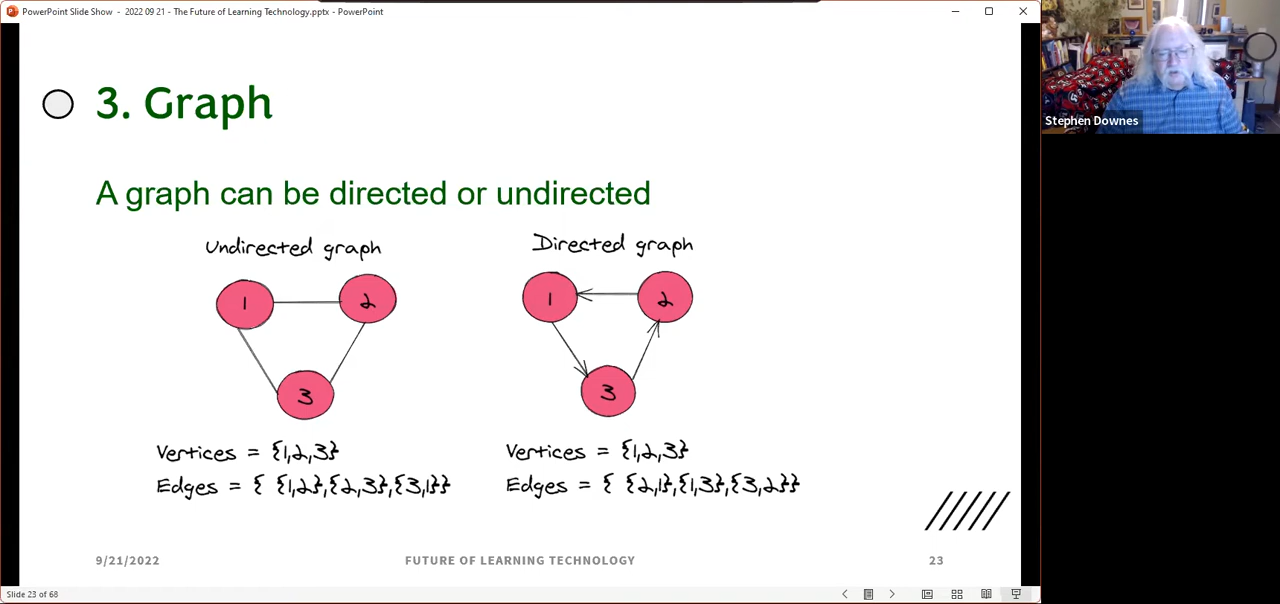 PowerPoint Slide Show - 2022 09 21 - The Future of Learning Technology.pptx - PowerPoint
3. Graph
A graph can be directed or undirected
Undirected graph
1
2
3
Vertices = {1,2,3}
Edges = { {1,2},{2,3},{3,1}}
Directed graph
1
2
3
Vertices = {1,2,3}
Edges = { {2,1},{1,3},{3,2}}
9/21/2022
FUTURE OF LEARNING TECHNOLOGY
23
Slide 23 of 68
Stephen Downes